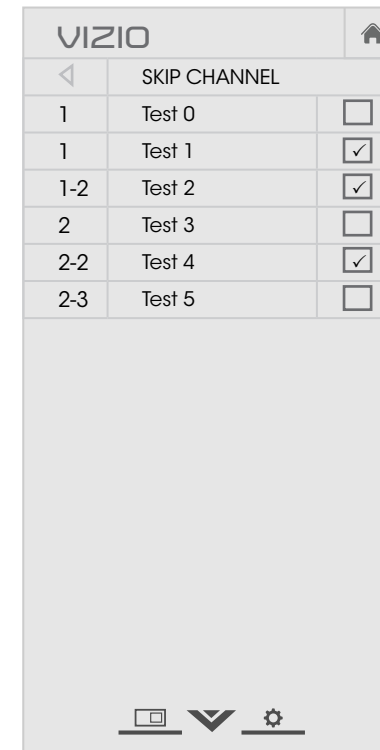 VIZIO
SKIP CHANNEL
1 Test 0
1 Test 1
1-2 Test 2
2 Test 3
2-2 Test 4
2-3 Test 5